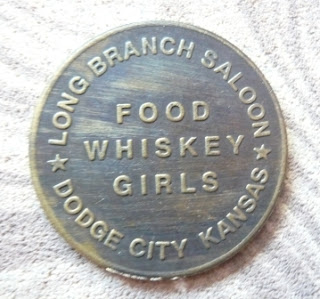 LONG BRANCH SALOON
FOOD
WHISKEY
GIRLS
★ DODGE CITY KANSAS ★